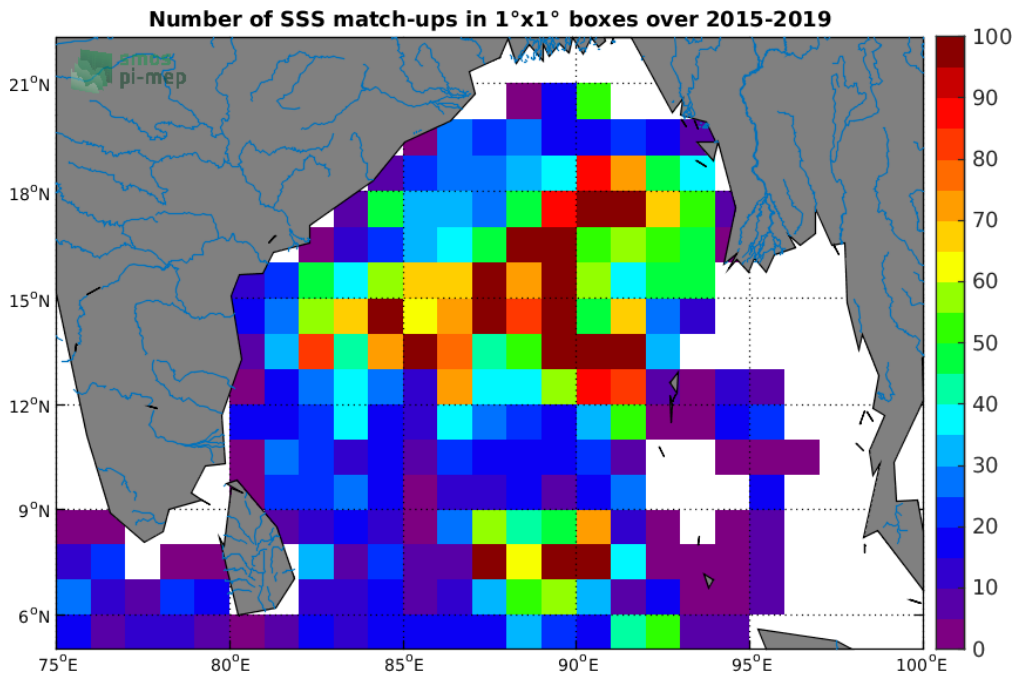 Number of SSS match-ups in 1°x1° boxes over 2015-2019
smos
pi-mep
21°N
18°N
15°N
12°N
9°N
6°N
75°E
80°E
85°E
90°E
95°E
100°E
100
90
80
70
60
50
40
30
20
10
0